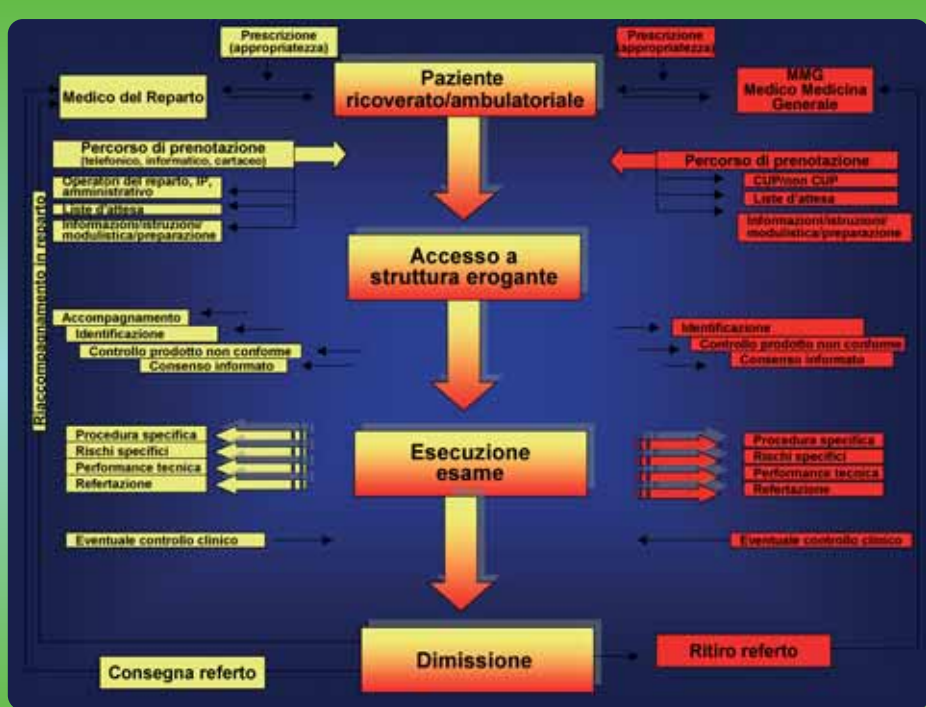 Prescrizione
(appropriatezza)
Prescrizione
(appropriatezza)
Medico del Reparto
Paziente
ricoverato/ambulatoriale
MMG
Medico Medicina
Generale
Percorso di prenotazione
(telefonico, informatico, cartaceo)
Percorso di prenotazione
Operatori del reparto, IP,
amministrativo
Liste d'attesa
Informazioni/istruzioni/
modulistica/preparazione
CUP/non CUP
Liste d'attesa
Informazioni/istruzioni/
modulistica/preparazione
Riaccompagnamento in reparto
Accesso a
struttura erogante
Accompagnamento
Identificazione
Controllo prodotto non conforme
Consenso informato
Identificazione
Controllo prodotto non conforme
Consenso informato
Procedura specifica
Rischi specifici
Performance tecnica
Refertazione
Esecuzione
esame
Procedura specifica
Rischi specifici
Performance tecnica
Refertazione
Eventuale controllo clinico
Eventuale controllo clinico
Consegna referto
Dimissione
Ritiro referto